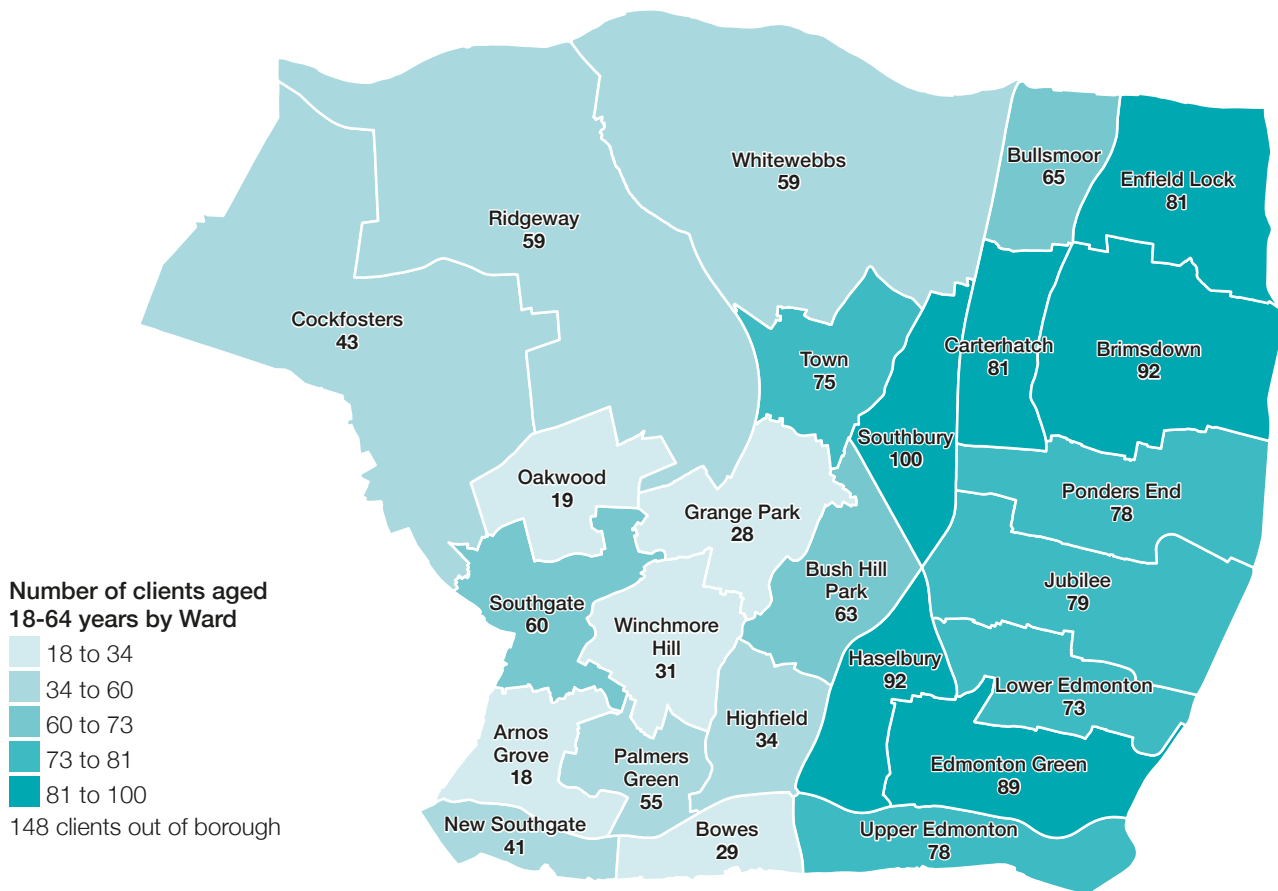 Whitewebbs
59
Bullsmoor
65
Enfield Lock
81
Ridgeway
59
Cockfosters
43
Town
75
Carterhatch
81
Brimsdown
92
Southbury
100
Oakwood
19
Grange Park
28
Ponders End
78
Bush Hill
Park
63
Jubilee
79
Southgate
60
Winchmore
Hill
31
Haselbury
92
Lower Edmonton
73
Highfield
34
Arnos
Grove
18
Palmers
Green
55
Edmonton Green
89
New Southgate
41
Bowes
29
Upper Edmonton
78
Number of clients aged
18-64 years by Ward
18 to 34
34 to 60
60 to 73
73 to 81
81 to 100
148 clients out of borough